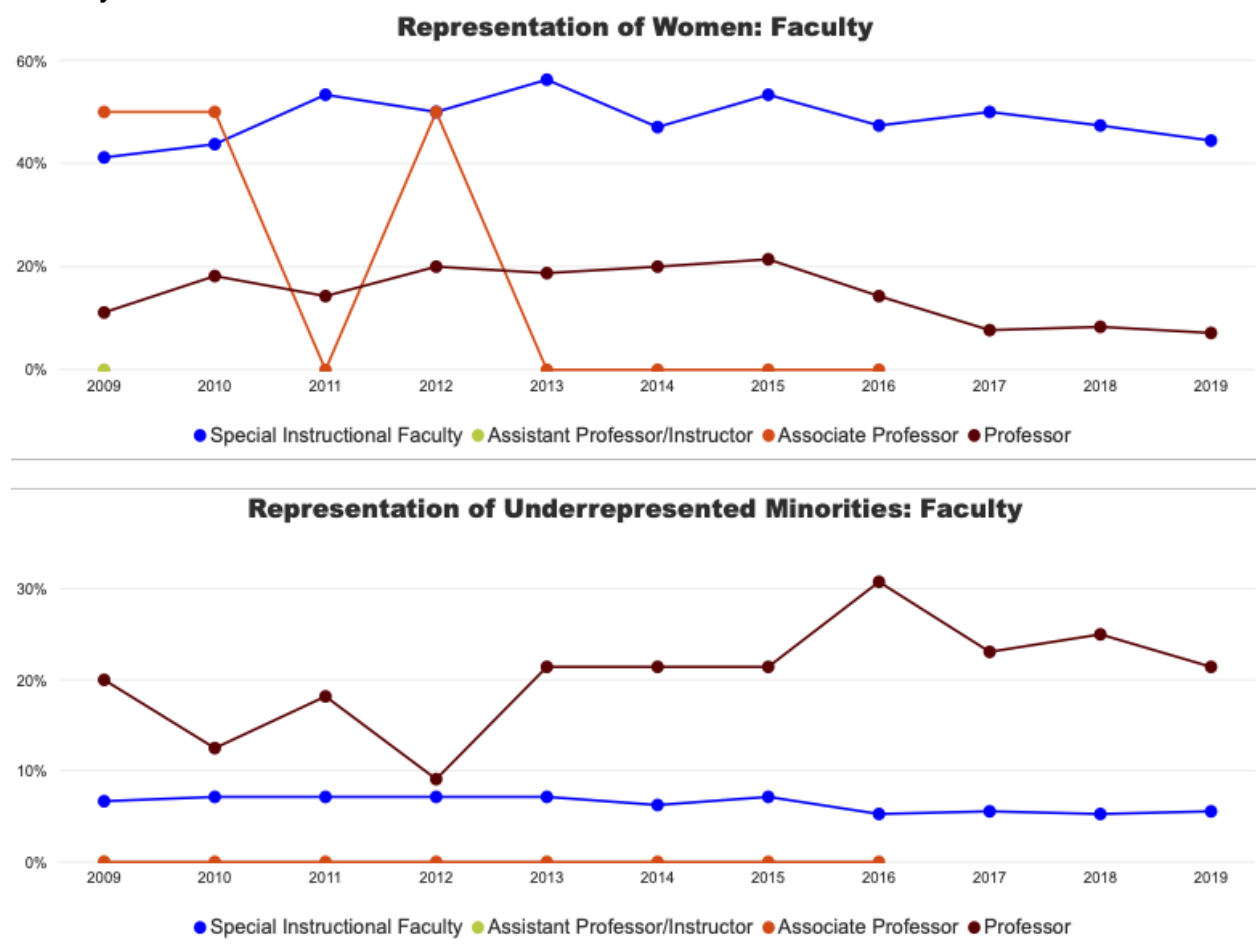 Representation of Women: Faculty
60%
40%
20%
0%
2009 2010 2011 2012 2013 2014 2015 2016 2017 2018 2019
Special Instructional Faculty Assistant Professor/Instructor Associate Professor Professor
Representation of Underrepresented Minorities: Faculty
30%
20%
10%
0%
2009 2010 2011 2012 2013 2014 2015 2016 2017 2018 2019
Special Instructional Faculty Assistant Professor/Instructor Associate Professor Professor